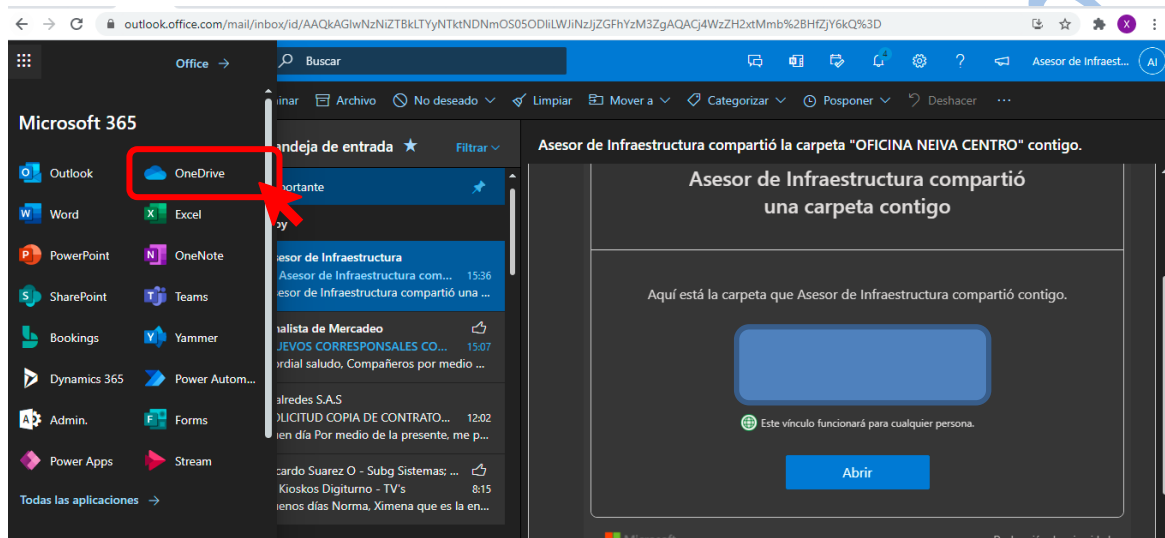 outlook.office.com/mail/inbox/id/AAQkAGIwNzNiZTBkLTYyNTktNDNmOS05ODliLWJiNzJjZGFhYzM3ZgAQACj4WzZH2xtMmb%2BHfZjY6kQ%3D
X
Office →
Buscar
4
Asesor de Infraest...
AI
inar
Archivo
No deseado
Limpiar
Mover a
Categorizar
Posponer
Deshacer
...
Microsoft 365
Outlook
OneDrive
Word
Excel
PowerPoint
OneNote
SharePoint
Teams
Bookings
Yammer
Dynamics 365
Power Autom...
Admin.
Forms
Power Apps
Stream
Todas las aplicaciones →
andeja de entrada ★
Filtrar
portante
oy
esor de Infraestructura
Asesor de Infraestructura com... 15:36
esor de Infraestructura compartió una ...
nalista de Mercadeo
JEVOS CORRESPONSALES CO... 15:07
rdial saludo, Compañeros por medio ...
alredes S.A.S
OLICITUD COPIA DE CONTRATO... 12:02
en día Por medio de la presente, me p...
cardo Suarez O - Subg Sistemas; ...
Kioskos Digiturno - TV's 8:15
enos días Norma, Ximena que es la en...
Asesor de Infraestructura compartió la carpeta "OFICINA NEIVA CENTRO" contigo.
Asesor de Infraestructura compartió
una carpeta contigo
Aquí está la carpeta que Asesor de Infraestructura compartió contigo.
Este vínculo funcionará para cualquier persona.
Abrir
Microsoft